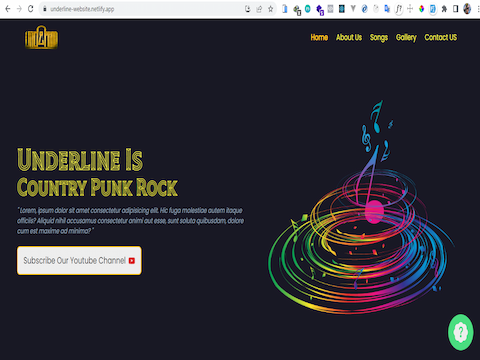 underline-website.netlify.app
Home About Us Songs Gallery Contact US
Underline Is
Country Punk Rock
" Lorem, ipsum dolor sit amet consectetur adipisicing elit. Hic fuga molestiae autem itaque
officiis? Aliquid nihil accusamus consectetur animi aut esse, sunt soluta quibusdam, dolore
cum est maxime ad minima? "
Subscribe Our Youtube Channel